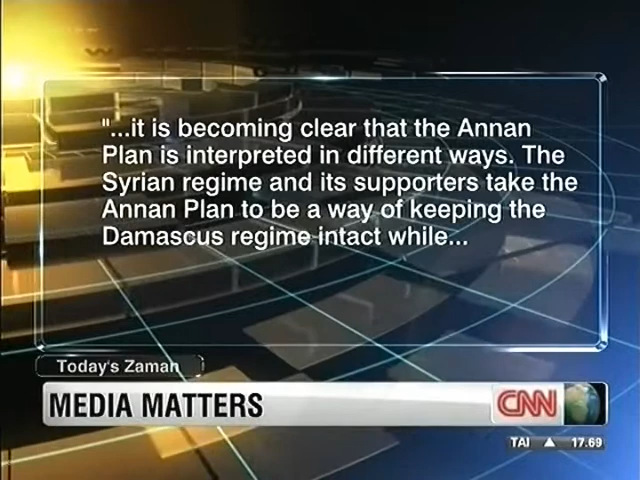 "...it is becoming clear that the Annan
Plan is interpreted in different ways. The
Syrian regime and its supporters take the
Annan Plan to be a way of keeping the
Damascus regime intact while...
Today's Zaman
MEDIA MATTERS
CNN
TAI ▲ 17.69